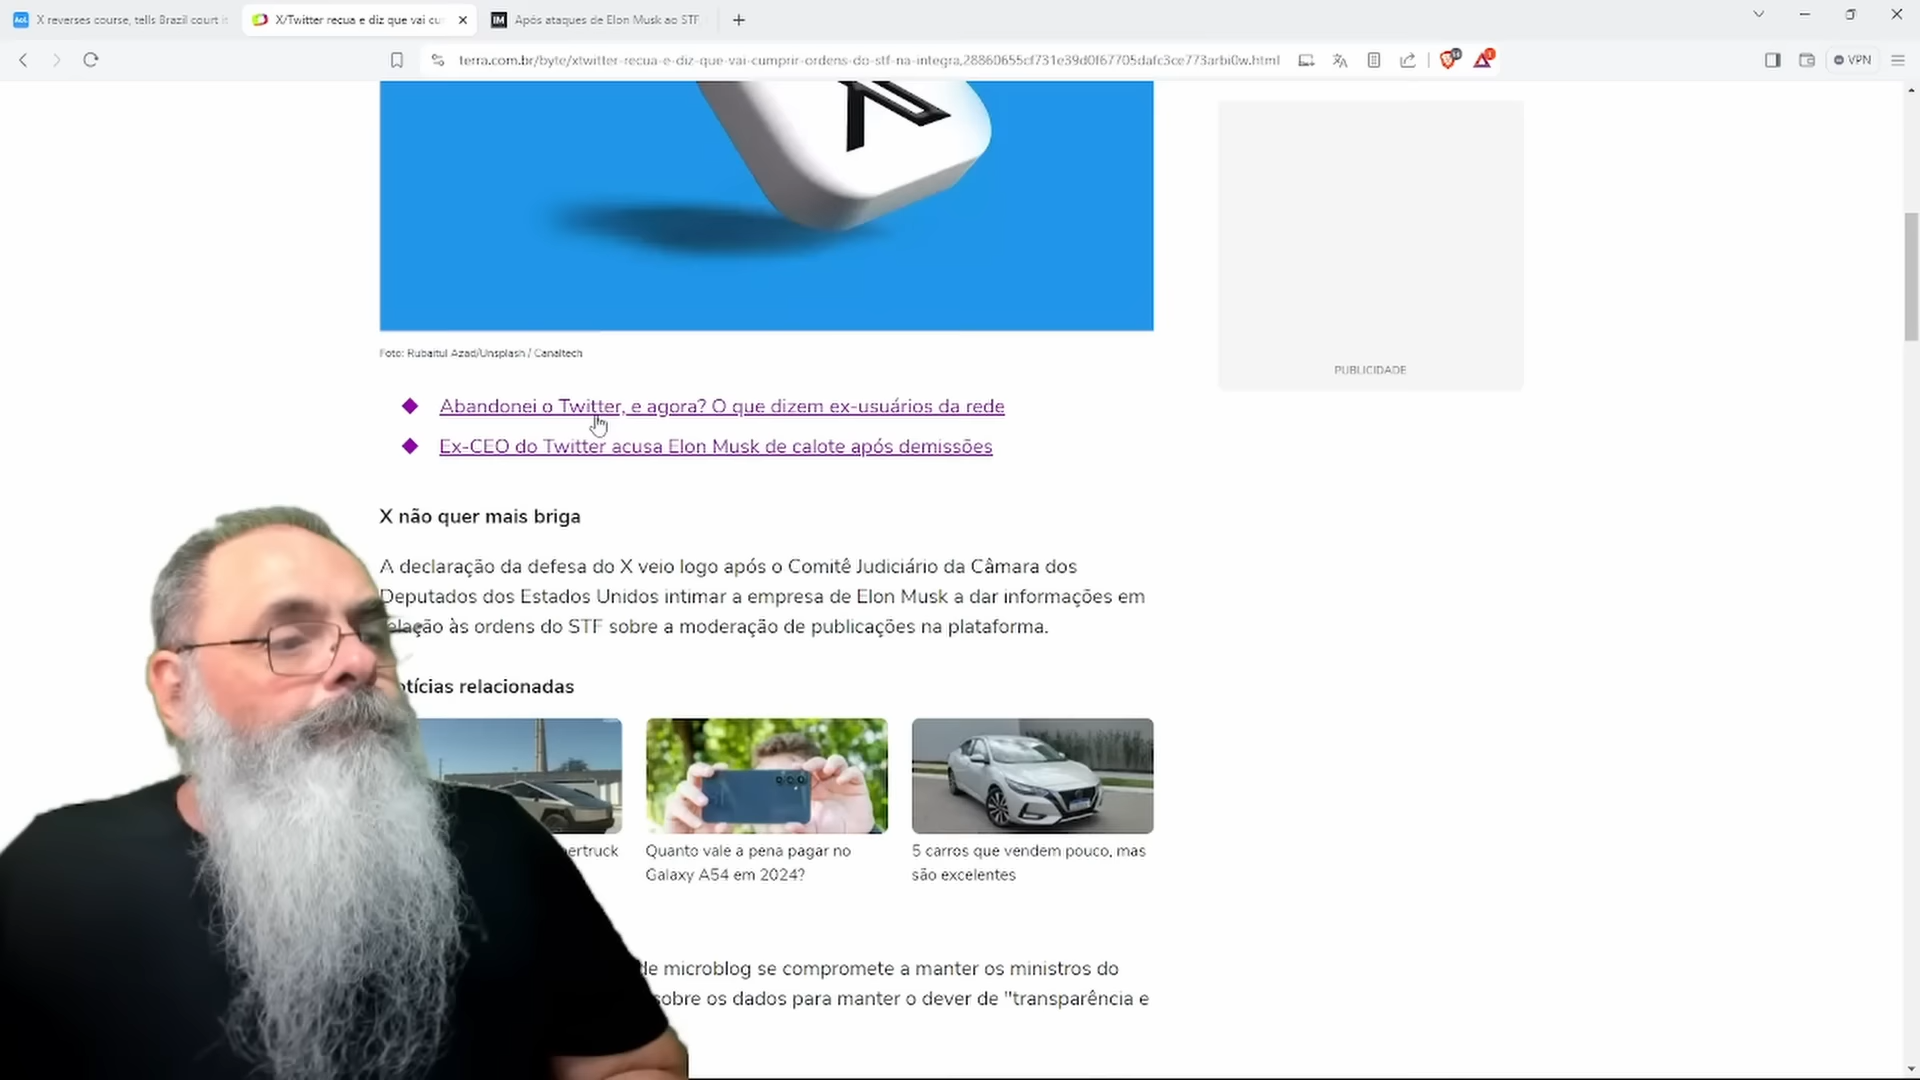 X reverses course, tells Brazil court it
X/Twitter recua e diz que vai cu
Após ataques de Elon Musk ao STF
terra.com.br/byte/xtwitter-recua-e-diz-que-vai-cumprir-ordens-do-stf-na-integra,28860655cf731e39d0f67705dafc3ce773arbi0w.html
VPN
PUBLICIDADE
Foto: Rubaitul Azad/Unsplash / Canaltech
Abandonei o Twitter, e agora? O que dizem ex-usuários da rede
Ex-CEO do Twitter acusa Elon Musk de calote após demissões
X não quer mais briga
A declaração da defesa do X veio logo após o Comitê Judiciário da Câmara dos
Deputados dos Estados Unidos intimar a empresa de Elon Musk a dar informações em
elação às ordens do STF sobre a moderação de publicações na plataforma.
otícias relacionadas
ertruck
Quanto vale a pena pagar no
Galaxy A54 em 2024?
5 carros que vendem pouco, mas
são excelentes
de microblog se compromete a manter os ministros do
sobre os dados para manter o dever de "transparência e